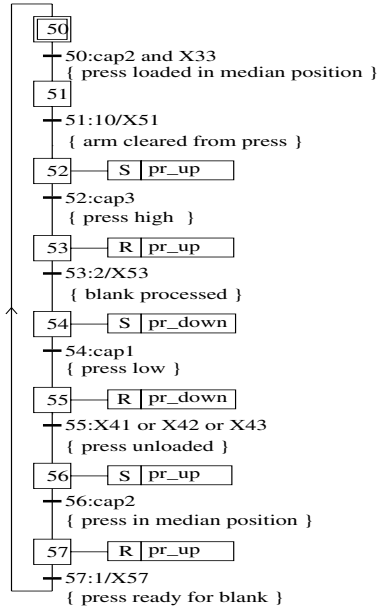 50
50:cap2 and X33
{ press loaded in median position }
51
51:10/X51
{ arm cleared from press }
52 S pr_up
52:cap3
{ press high }
53 R pr_up
53:2/X53
{ blank processed }
54 S pr_down
54:cap1
{ press low }
55 R pr_down
55:X41 or X42 or X43
{ press unloaded }
56 S pr_up
56:cap2
{ press in median position }
57 R pr_up
57:1/X57
{ press ready for blank }